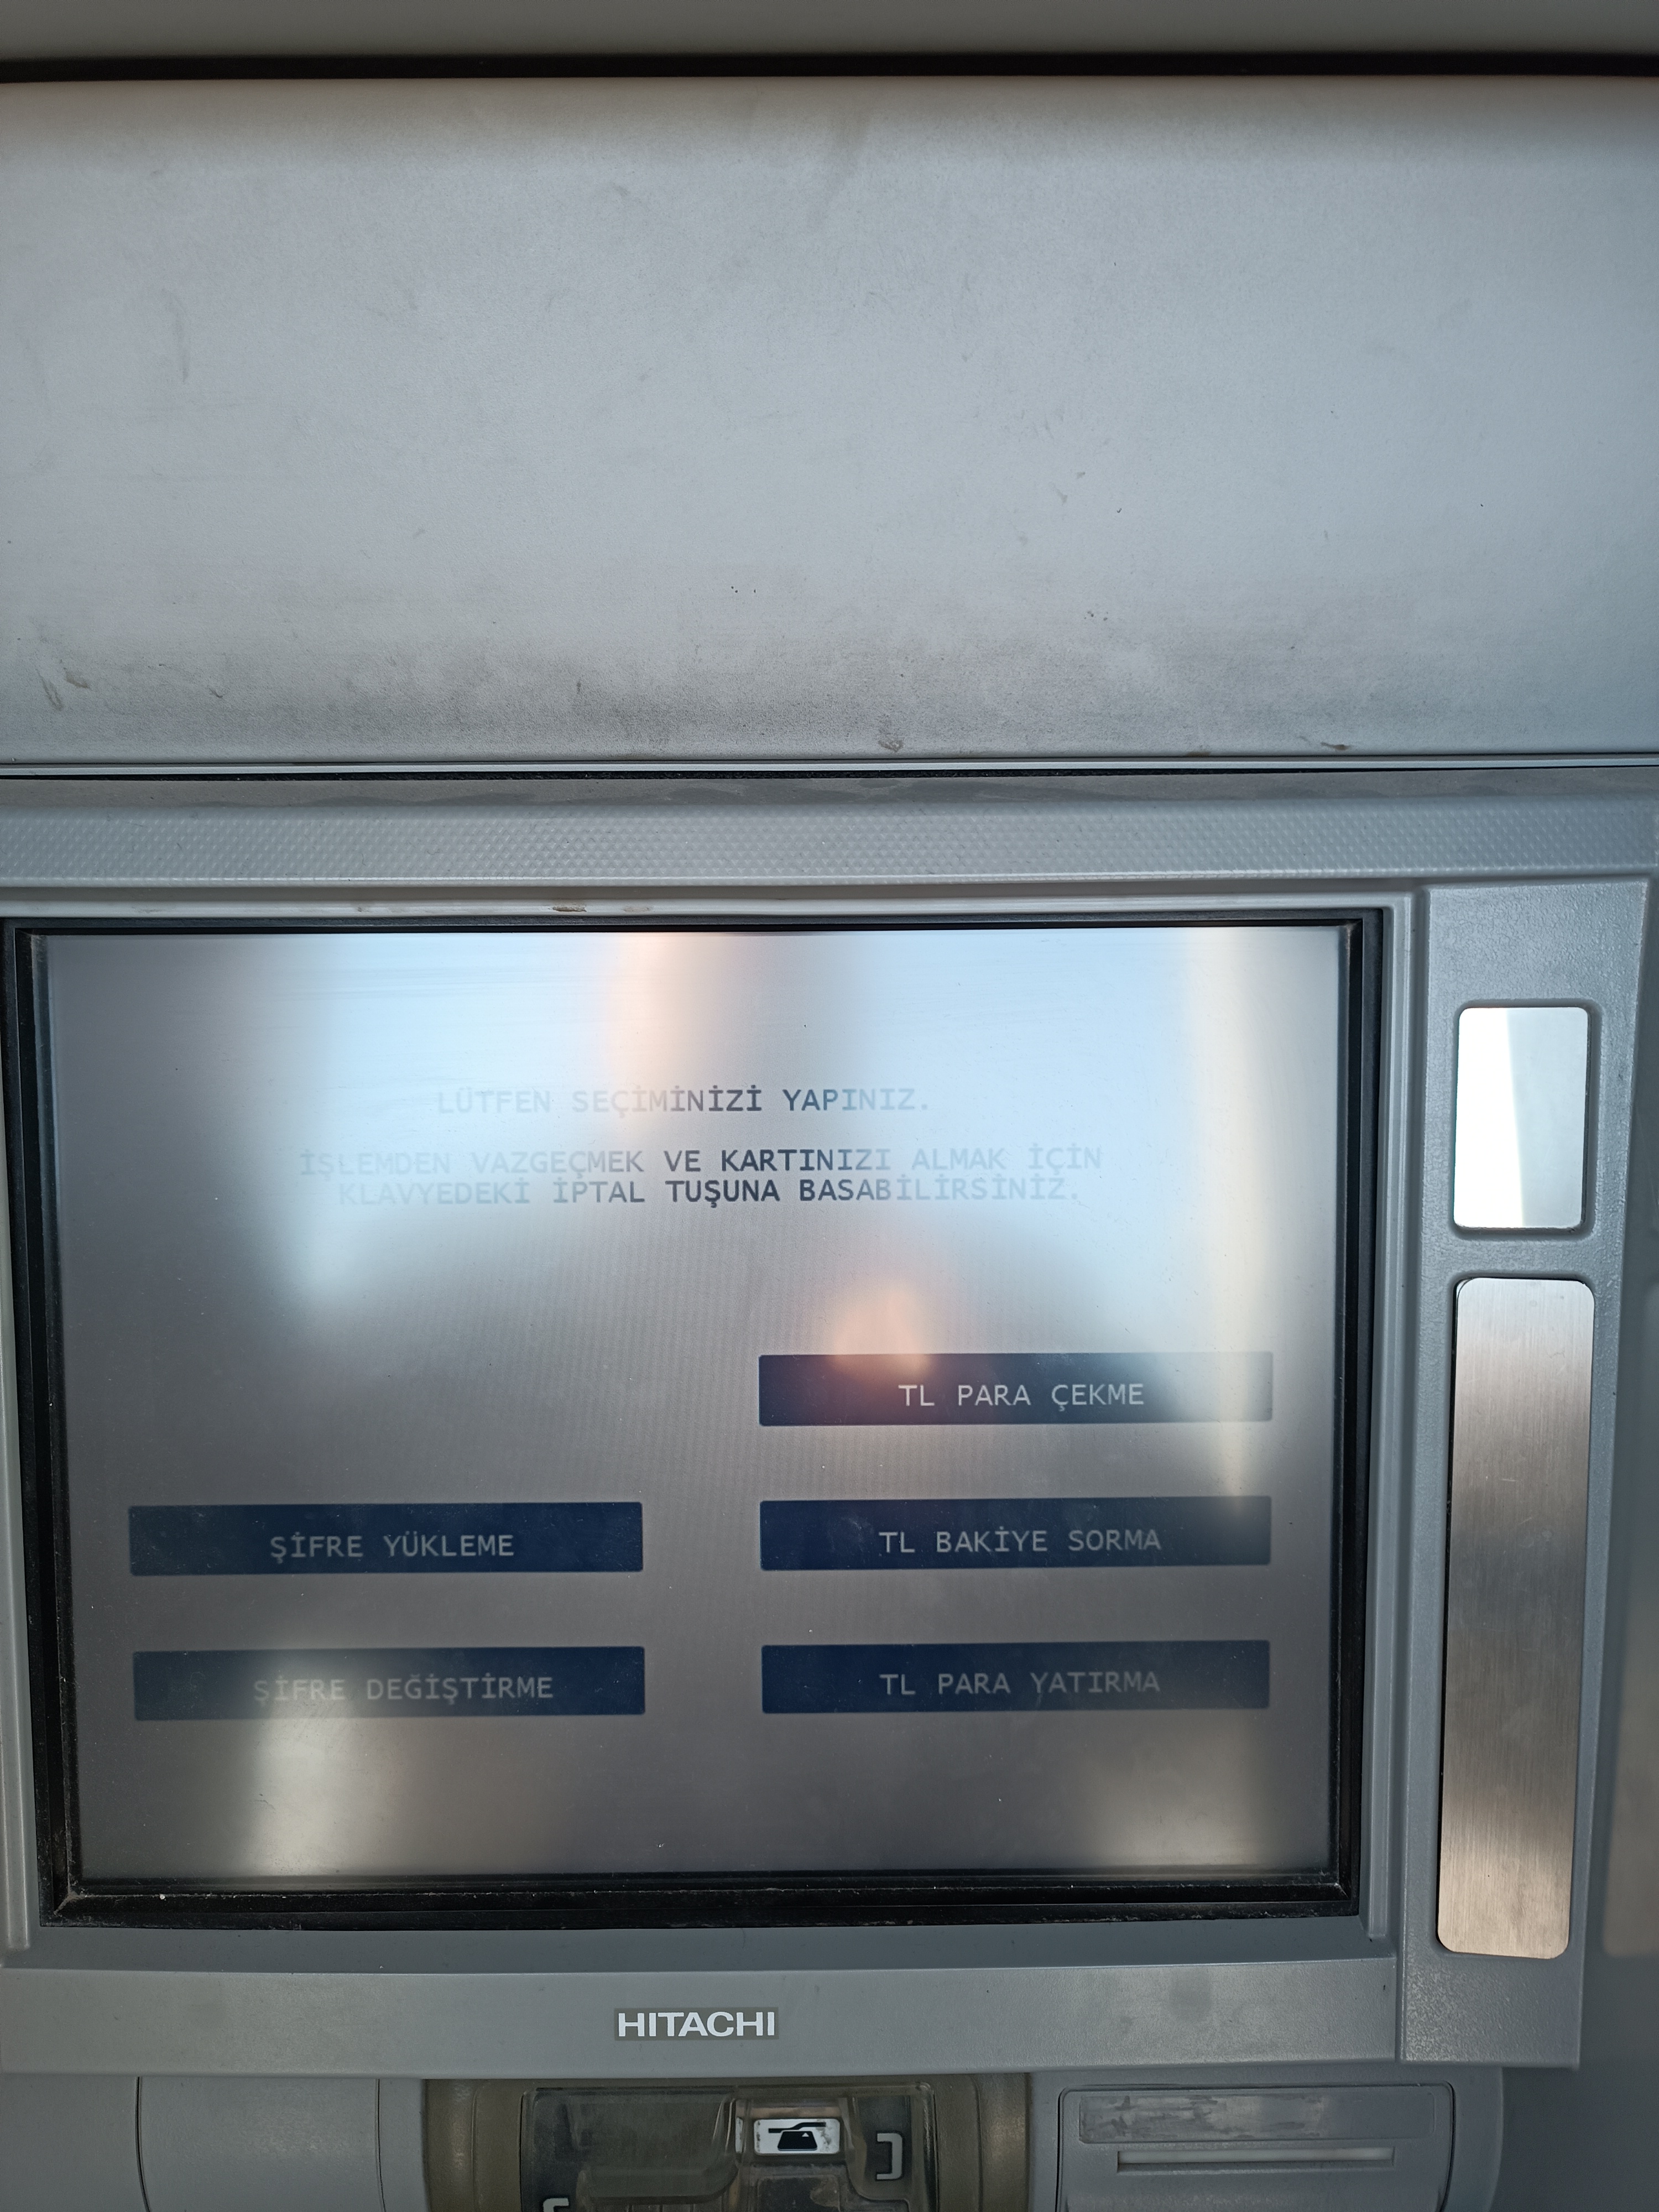 LÜTFEN SEÇİMİNİZİ YAPINIZ.
İŞLEMDEN VAZGEÇMEK VE KARTINIZI ALMAK İÇİN
KLAVYEDEKİ İPTAL TUŞUNA BASABİLİRSİNİZ.
TL PARA ÇEKME
ŞİFRE YÜKLEME
TL BAKİYE SORMA
ŞİFRE DEĞİŞTİRME
TL PARA YATIRMA
HITACHI